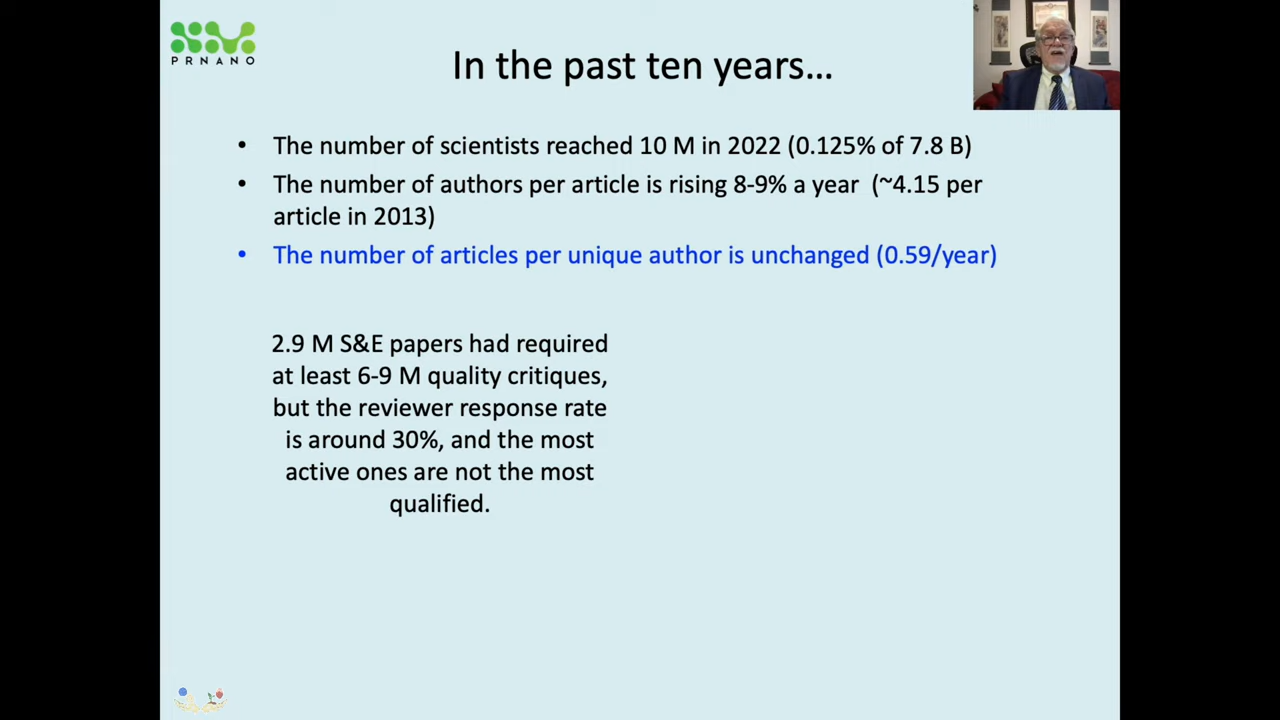 PRNANO
In the past ten years...
• The number of scientists reached 10 M in 2022 (0.125% of 7.8 B)
• The number of authors per article is rising 8-9% a year (~4.15 per
article in 2013)
• The number of articles per unique author is unchanged (0.59/year)
2.9 M S&E papers had required
at least 6-9 M quality critiques,
but the reviewer response rate
is around 30%, and the most
active ones are not the most
qualified.